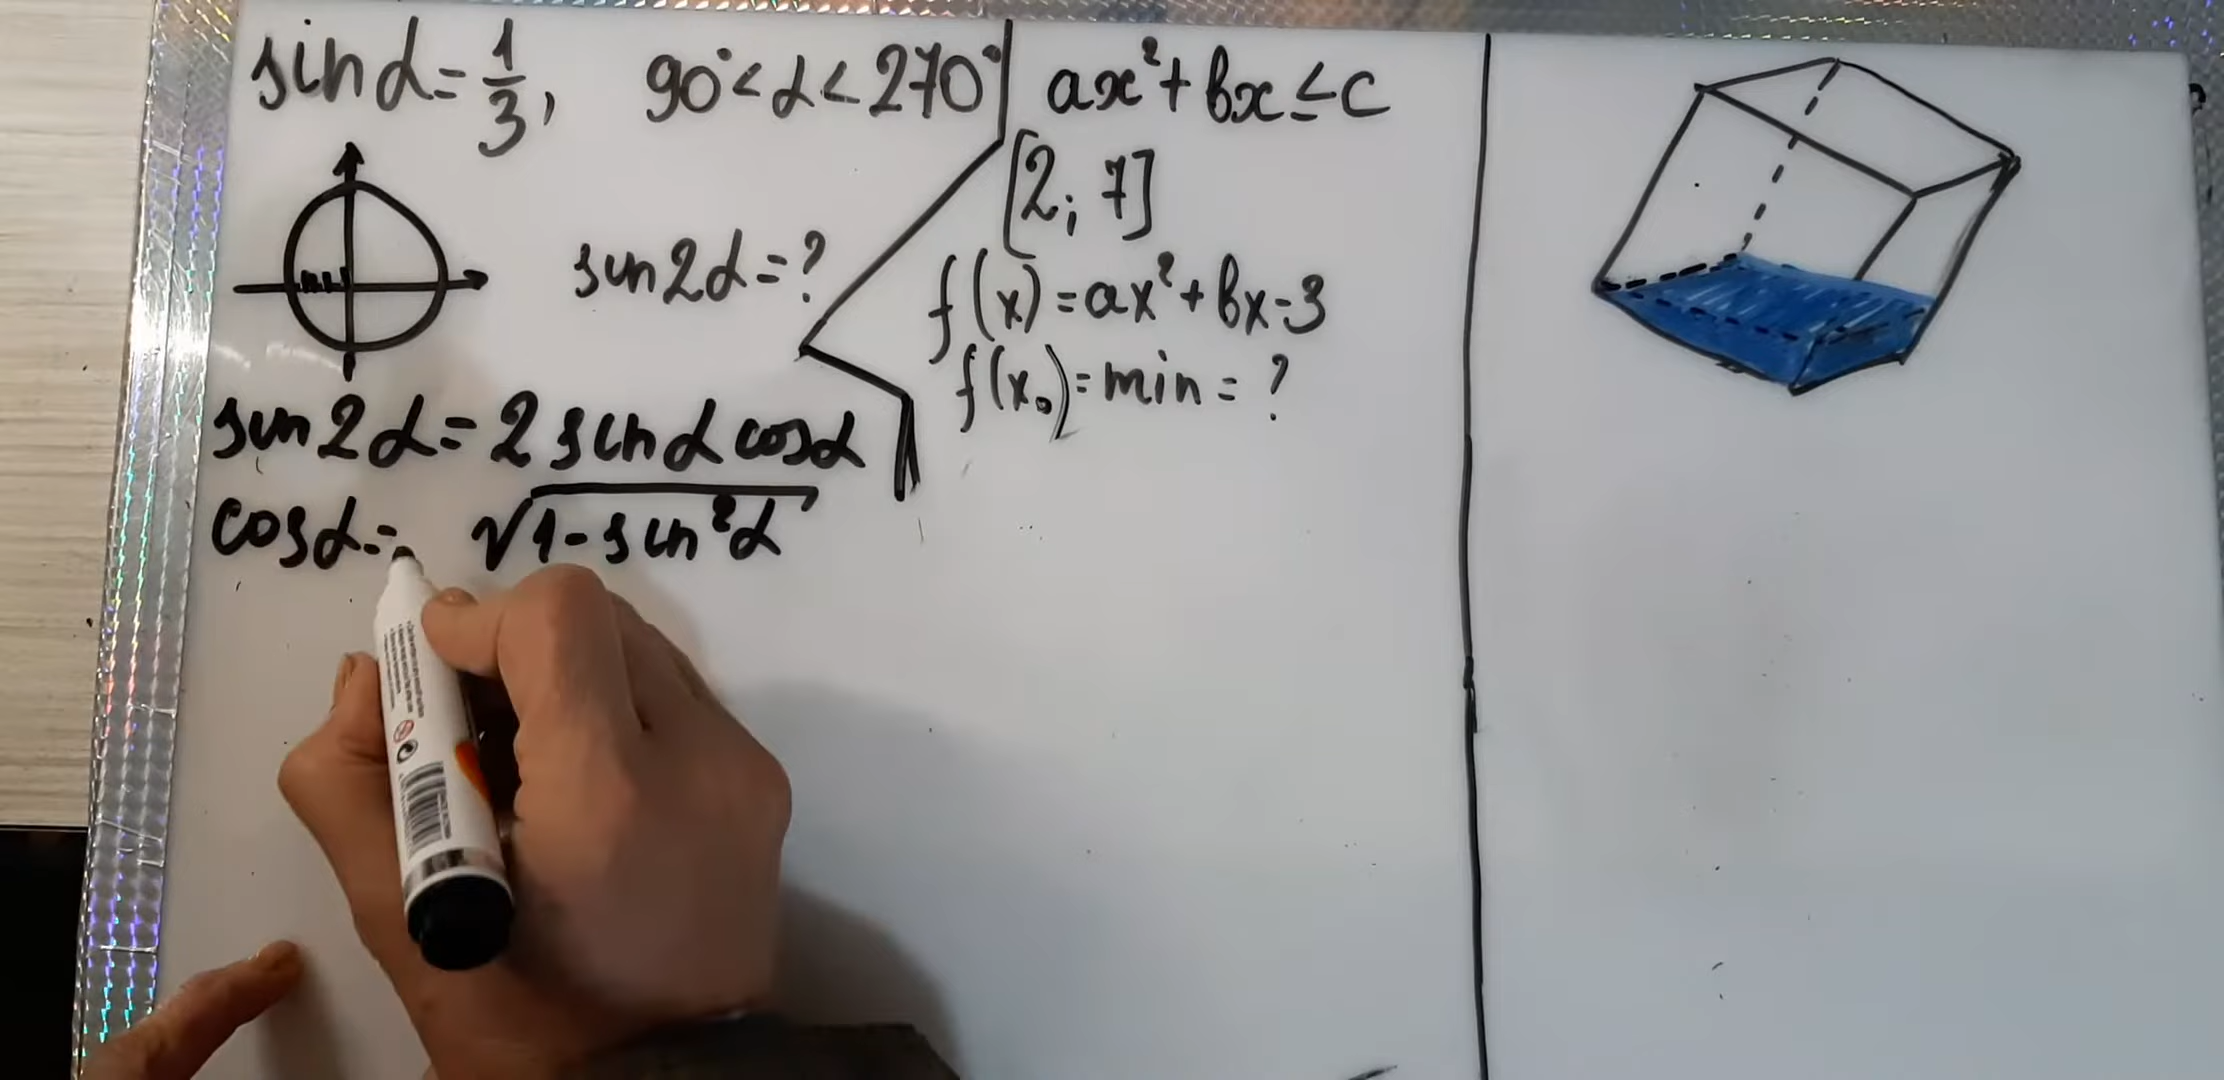 sin α = 1/3, 90° < α < 270°
sin 2α = ?
sin 2α = 2 sin α cos α
cos α = √1 - sin²α
ax² + bx ≤ c
[2; 7]
f(x) = ax² + bx - 3
f(x₀) = min = ?